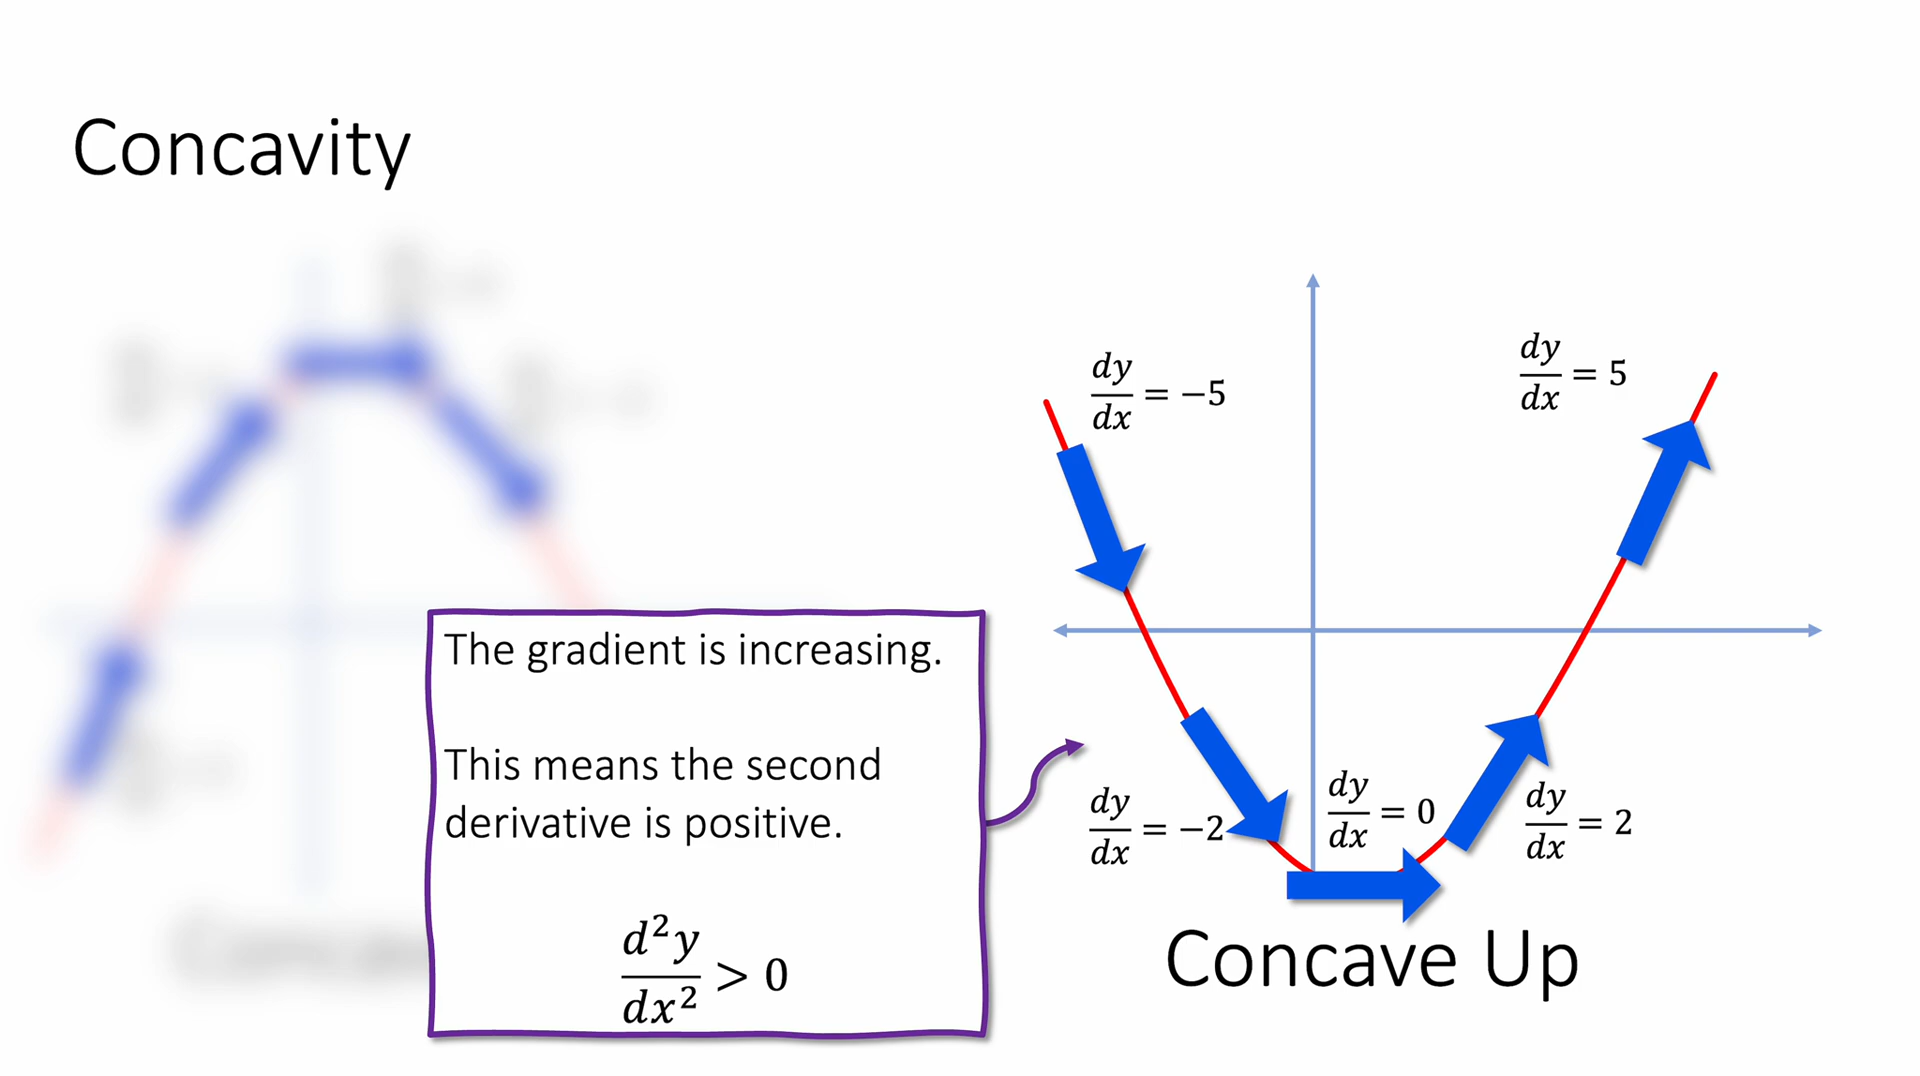 Concavity
dy/dx = −5
dy/dx = 5
The gradient is increasing.
This means the second
derivative is positive.
d²y/dx² > 0
dy/dx = −2
dy/dx = 0
dy/dx = 2
Concave Up